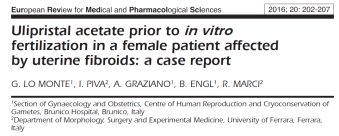 European Review for Medical and Pharmacological Sciences 2016; 20: 202-207
Ulipristal acetate prior to in vitro
fertilization in a female patient affected
by uterine fibroids: a case report
G. LO MONTE¹, I. PIVA², A. GRAZIANO¹, B. ENGL¹, R. MARCI²
¹Section of Gynaecology and Obstetrics, Centre of Human Reproduction and Cryoconservation of
Gametes, Brunico Hospital, Brunico, Italy
²Department of Morphology, Surgery and Experimental Medicine, University of Ferrara, Ferrara,
Italy